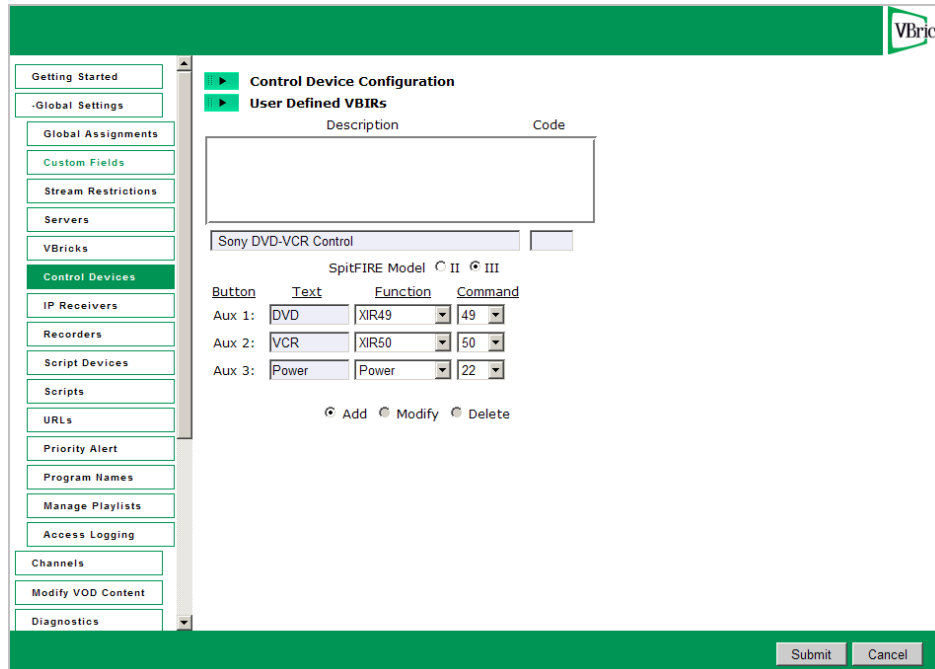 VBric
Getting Started
-Global Settings
Global Assignments
Custom Fields
Stream Restrictions
Servers
VBricks
Control Devices
IP Receivers
Recorders
Script Devices
Scripts
URLs
Priority Alert
Program Names
Manage Playlists
Access Logging
Channels
Modify VOD Content
Diagnostics
Control Device Configuration
User Defined VBIRs
Description Code
Sony DVD-VCR Control
SpitFIRE Model II III
Button Text Function Command
Aux 1: DVD XIR49 49
Aux 2: VCR XIR50 50
Aux 3: Power Power 22
Add Modify Delete
Submit Cancel